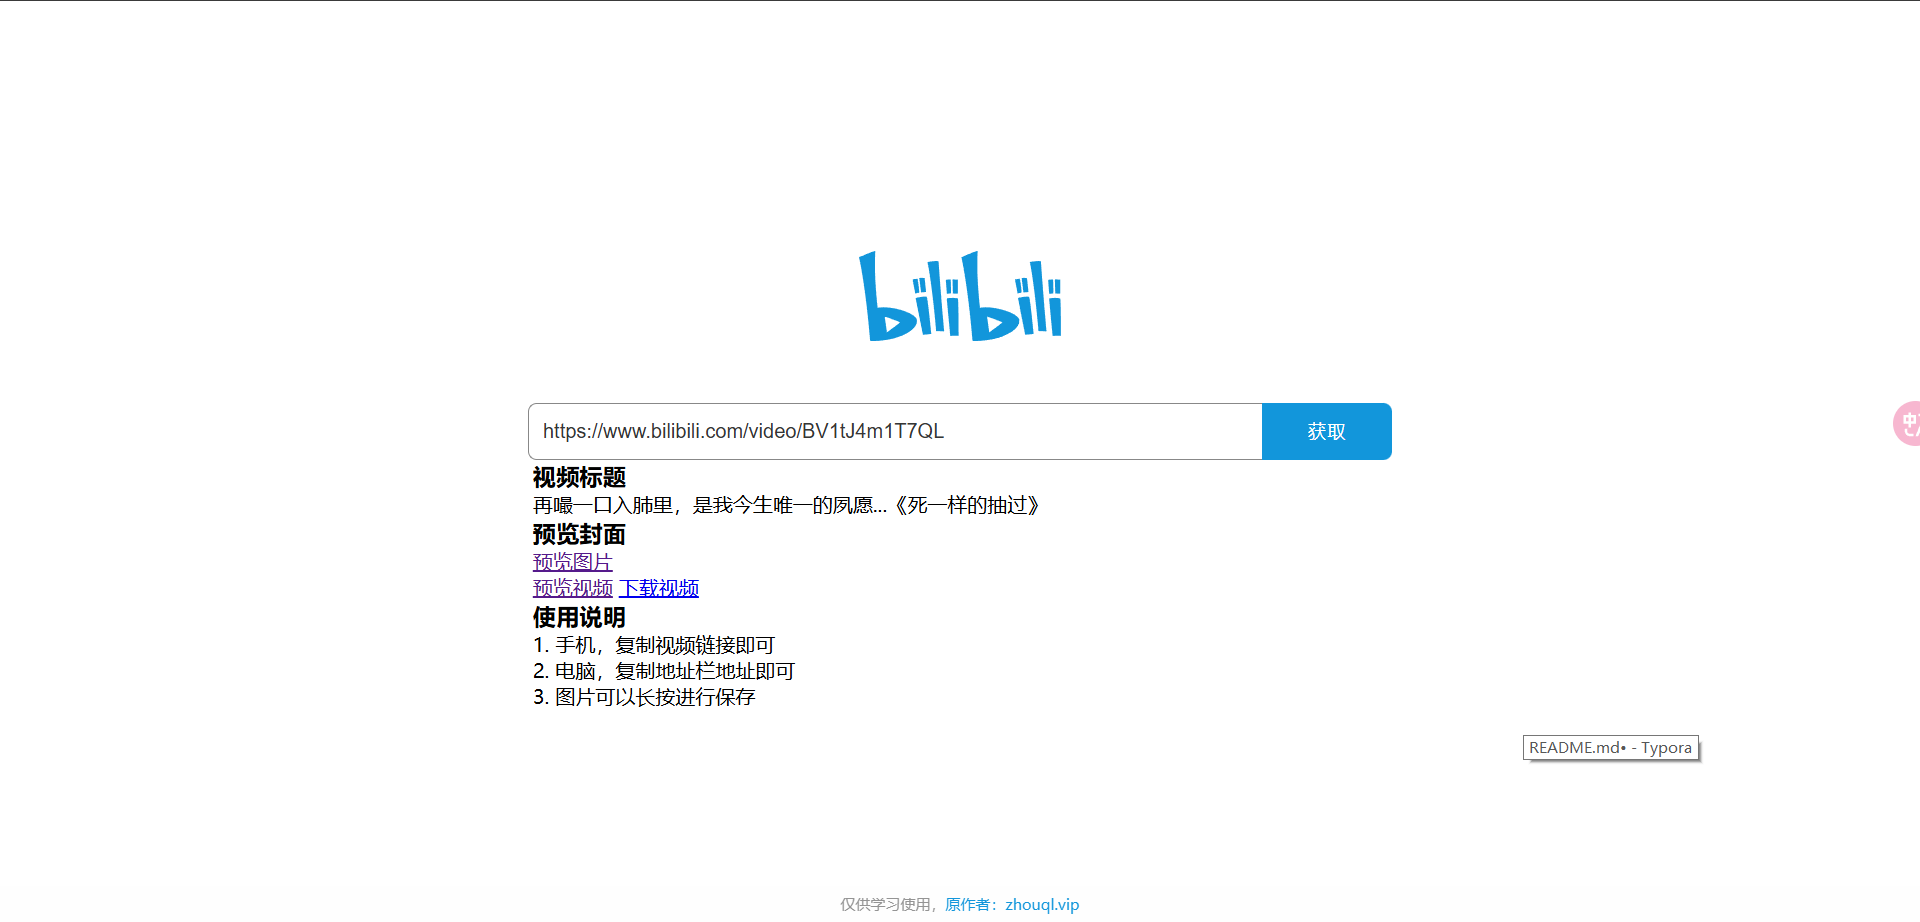 bilibili
https://www.bilibili.com/video/BV1tJ4m1T7QL
获取
视频标题
再嘬一口入肺里，是我今生唯一的夙愿...《死一样的抽过》
预览封面
预览图片
预览视频 下载视频
使用说明
1. 手机，复制视频链接即可
2. 电脑，复制地址栏地址即可
3. 图片可以长按进行保存
README.md• - Typora
仅供学习使用，原作者：zhouql.vip